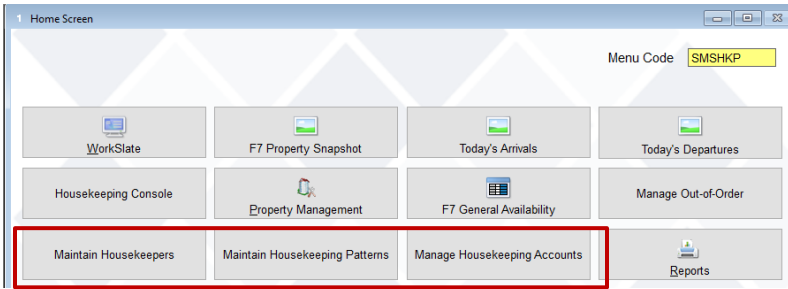 1 Home Screen
Menu Code SMSHKP
WorkSlate F7 Property Snapshot Today's Arrivals Today's Departures
Housekeeping Console Property Management F7 General Availability Manage Out-of-Order
Maintain Housekeepers Maintain Housekeeping Patterns Manage Housekeeping Accounts Reports